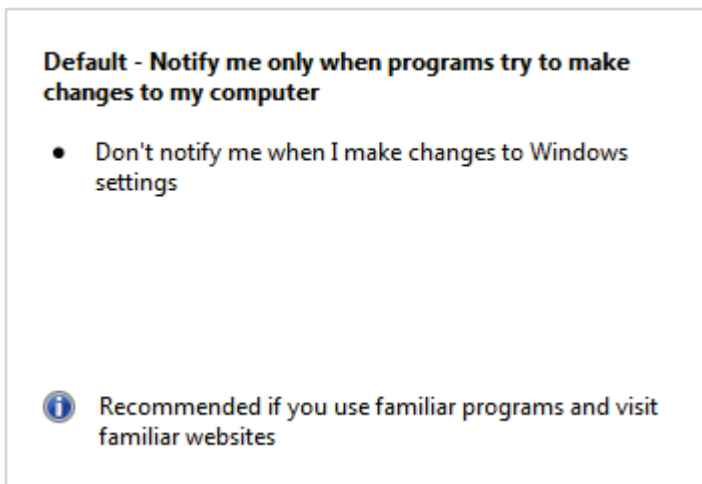 Default - Notify me only when programs try to make
changes to my computer
● Don't notify me when I make changes to Windows
settings
Recommended if you use familiar programs and visit
familiar websites